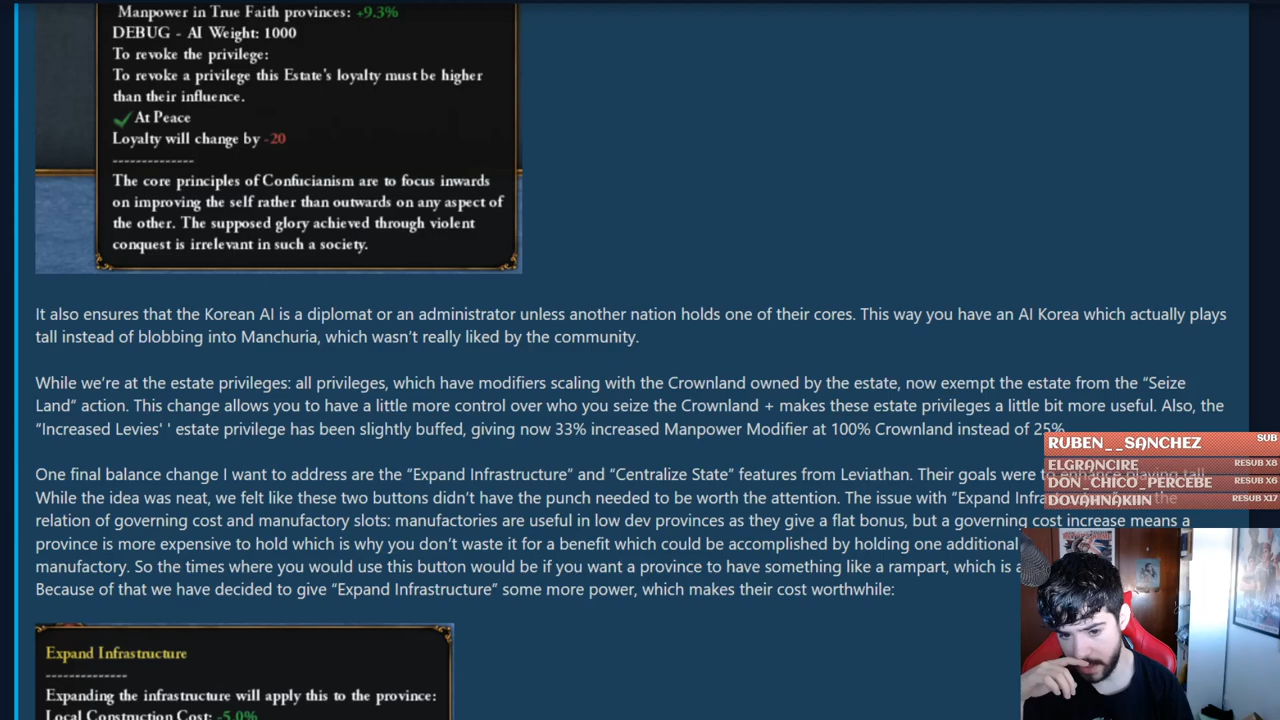 Manpower in True Faith provinces: +9.3%
DEBUG - AI Weight: 1000
To revoke the privilege:
To revoke a privilege this Estate's loyalty must be higher
than their influence.
At Peace
Loyalty will change by -20
--------------
The core principles of Confucianism are to focus inwards
on improving the self rather than outwards on any aspect of
the other. The supposed glory achieved through violent
conquest is irrelevant in such a society.
It also ensures that the Korean AI is a diplomat or an administrator unless another nation holds one of their cores. This way you have an AI Korea which actually plays
tall instead of blobbing into Manchuria, which wasn't really liked by the community.
While we're at the estate privileges: all privileges, which have modifiers scaling with the Crownland owned by the estate, now exempt the estate from the “Seize
Land” action. This change allows you to have a little more control over who you seize the Crownland + makes these estate privileges a little bit more useful. Also, the
“Increased Levies' ' estate privilege has been slightly buffed, giving now 33% increased Manpower Modifier at 100% Crownland instead of 25%.
One final balance change I want to address are the “Expand Infrastructure” and “Centralize State” features from Leviathan. Their goals were to enhance playing tall.
While the idea was neat, we felt like these two buttons didn't have the punch needed to be worth the attention. The issue with “Expand Infra the
relation of governing cost and manufactory slots: manufactories are useful in low dev provinces as they give a flat bonus, but a governing cost increase means a
province is more expensive to hold which is why you don't waste it for a benefit which could be accomplished by holding one additional
manufactory. So the times where you would use this button would be if you want a province to have something like a rampart, which is a
Because of that we have decided to give “Expand Infrastructure” some more power, which makes their cost worthwhile:
RUBEN__SANCHEZ SUB
ELGRANCIRE RESUB X8
DON_CHICO_PERCEBE RESUB X6
DOVAHNAKIIN RESUB X17
Expand Infrastructure
--------------
Expanding the infrastructure will apply this to the province:
Local Construction Cost: -5.0%